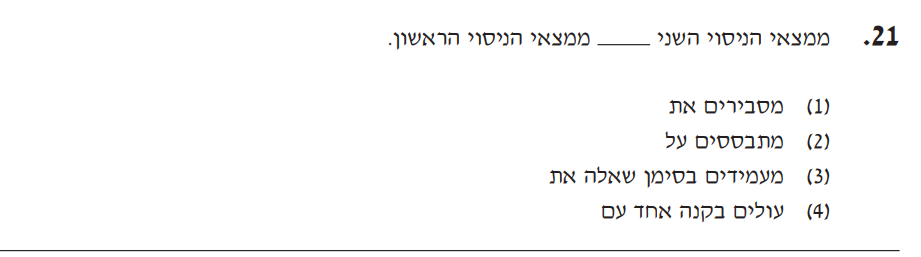 21. ממצאי הניסוי השני _____ ממצאי הניסוי הראשון.
(1) מסבירים את
(2) מתבססים על
(3) מעמידים בסימן שאלה את
(4) עולים בקנה אחד עם